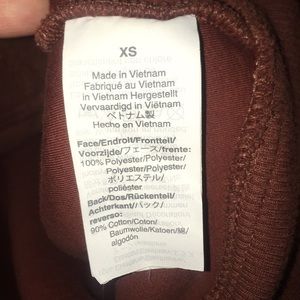 XS
Made in Vietnam
Fabriqué au Vietnam
in Vietnam Hergestellt
Vervaardigd in Vietnam
ベトナム製
Hecho en Vietnam
Face/Endroit/Frontteil/
Voorzijde/フェース/frente:
100% Polyester/Polyester/
Polyester/Polyester/
ポリエステル/
poliéster
Back/Dos/Rückenteil/
Achterkant/バック/
reverso:
90% Cotton/Coton/
Baumwolle/Katoen/綿/
algodón